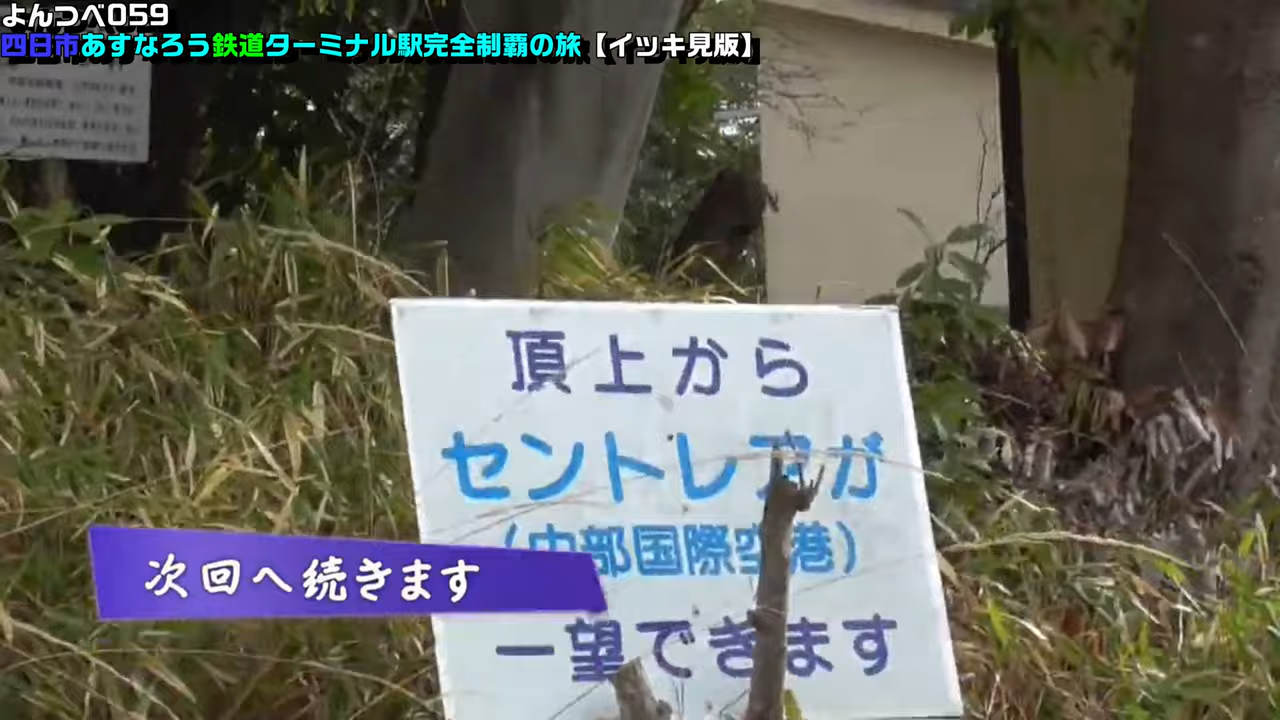 よんつべ059
四日市あすなろう鉄道ターミナル駅完全制覇の旅【イッキ見版】
頂上から
セントレアが
(中部国際空港)
次回へ続きます
一望できます